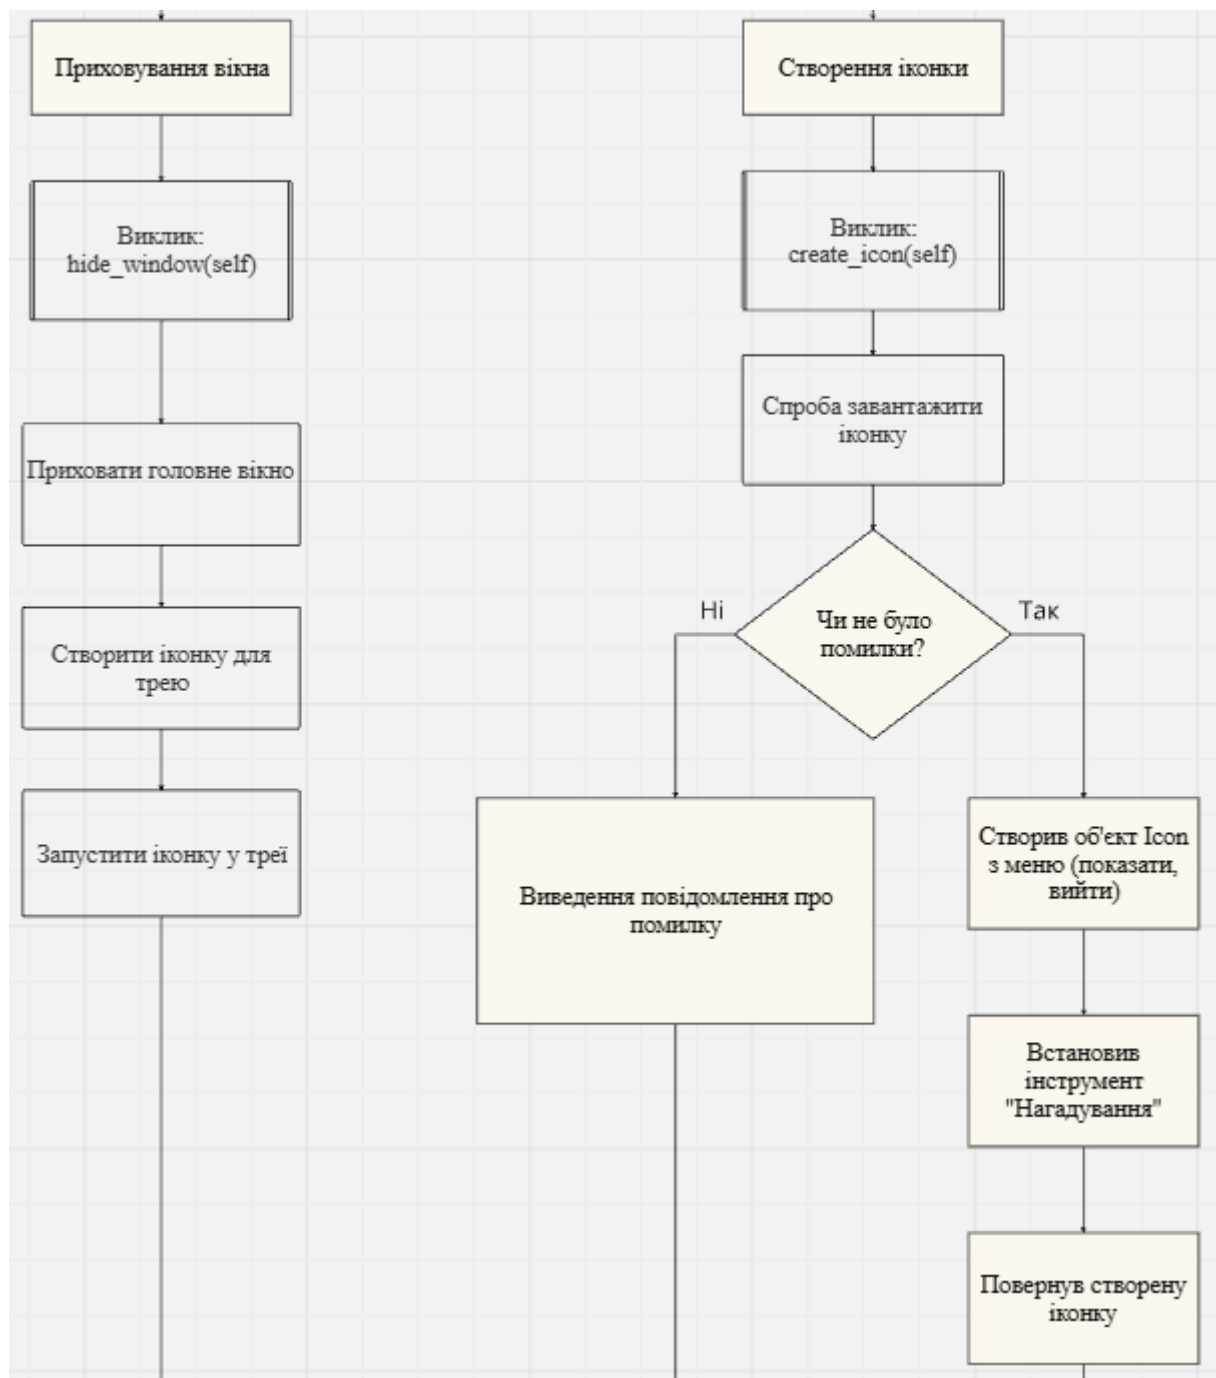 Приховування вікна
Виклик:
hide_window(self)
Приховати головне вікно
Створити іконку для
трею
Запустити іконку у треї
Створення іконки
Виклик:
create_icon(self)
Спроба завантажити
іконку
Чи не було
помилки?
Ні
Так
Виведення повідомлення про
помилку
Створив об'єкт Icon
з меню (показати,
вийти)
Встановив
інструмент
"Нагадування"
Повернув створену
іконку